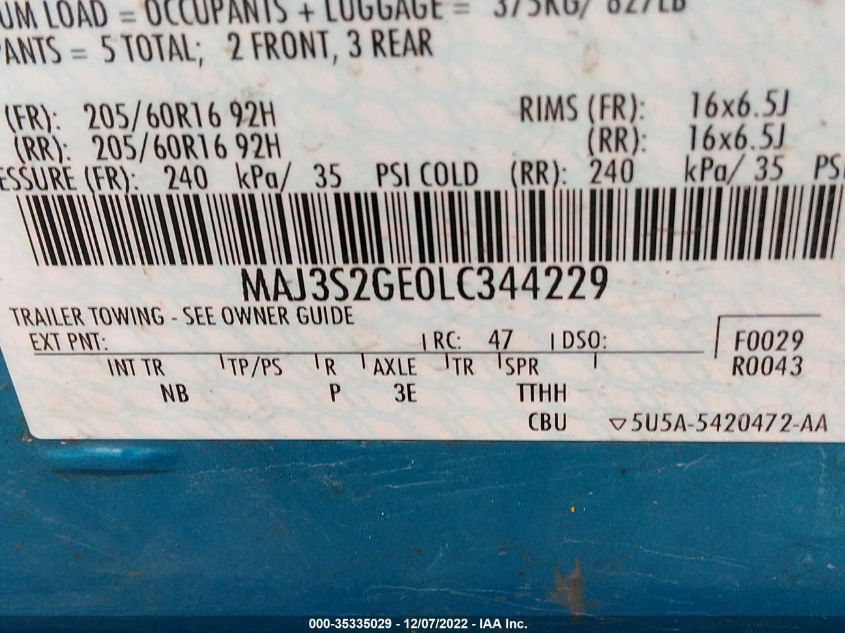 UM LOAD = OCCUPANTS + LUGGAGE = 375KG/ 827LB
PANTS = 5 TOTAL; 2 FRONT, 3 REAR
(FR): 205/60R16 92H RIMS (FR): 16x6.5J
(RR): 205/60R16 92H (RR): 16x6.5J
ESSURE (FR): 240 kPa/ 35 PSI COLD (RR): 240 kPa/ 35 PSI
MAJ3S2GE0LC344229
TRAILER TOWING - SEE OWNER GUIDE
EXT PNT: RC: 47 DSO: F0029
INT TR TP/PS R AXLE TR SPR R0043
NB P 3E TTHH
CBU ▽5U5A-5420472-AA
000-35335029 - 12/07/2022 - IAA Inc.